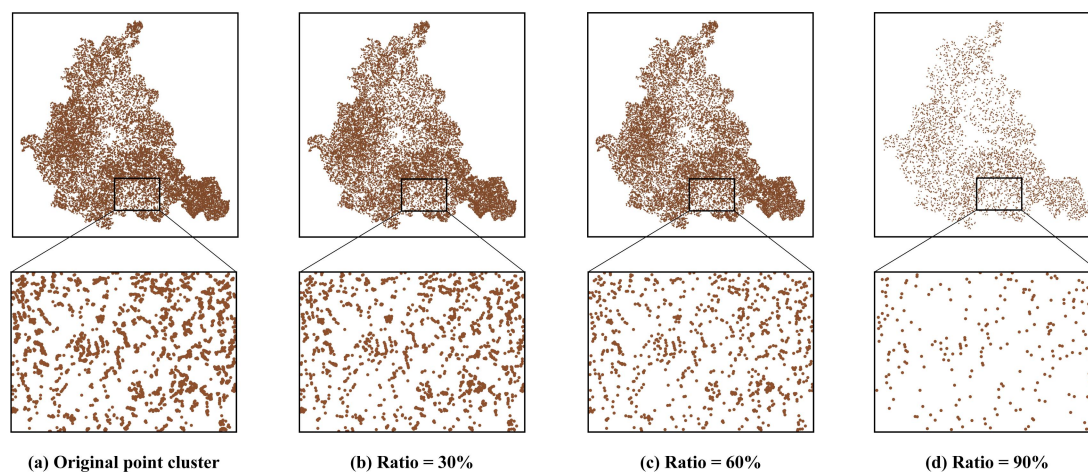 (a) Original point cluster
(b) Ratio = 30%
(c) Ratio = 60%
(d) Ratio = 90%